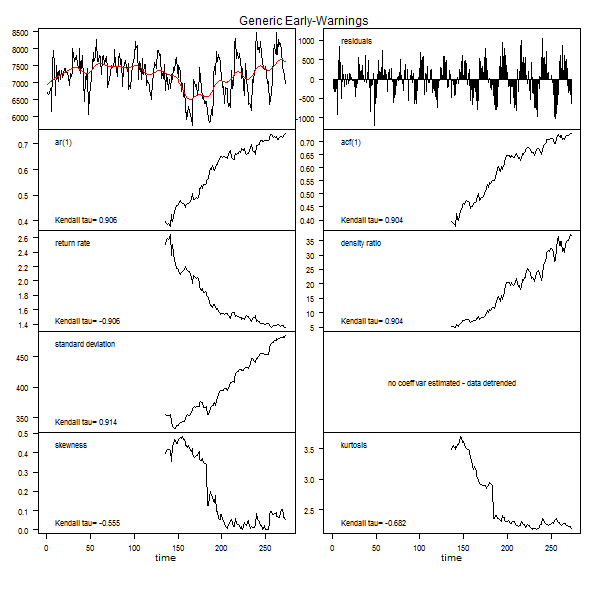 Generic Early-Warnings
8500
8000
7500
7000
6500
6000
residuals
1000
500
0
-500
-1000
ar(1)
0.7
0.6
0.5
0.4
Kendall tau= 0.906
acf(1)
0.70
0.65
0.60
0.55
0.50
0.45
0.40
Kendall tau= 0.904
return rate
2.6
2.4
2.2
2.0
1.8
1.6
1.4
Kendall tau= -0.906
density ratio
35
30
25
20
15
10
5
Kendall tau= 0.904
standard deviation
450
400
350
Kendall tau= 0.914
no coeff var estimated - data detrended
skewness
0.5
0.4
0.3
0.2
0.1
0.0
Kendall tau= -0.555
kurtosis
3.5
3.0
2.5
Kendall tau= -0.682
0 50 100 150 200 250
time
0 50 100 150 200 250
time